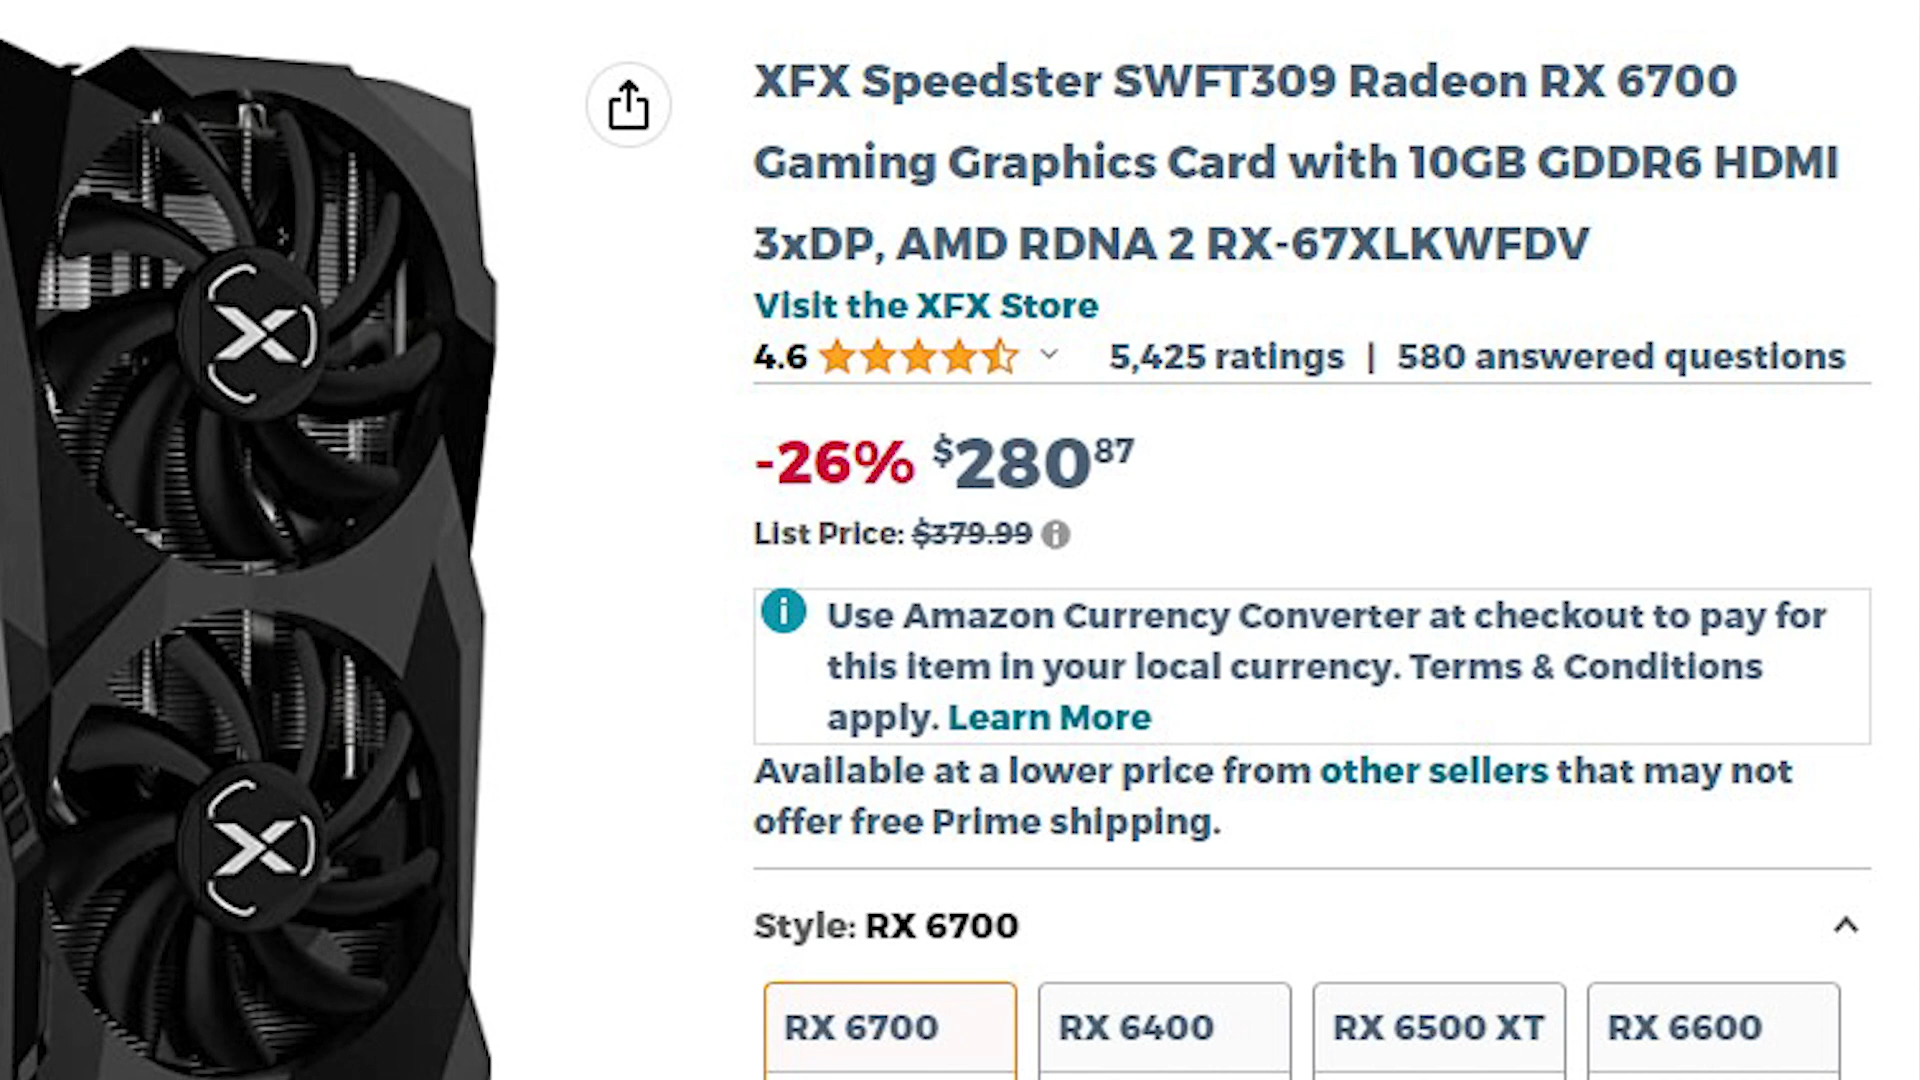 XFX Speedster SWFT309 Radeon RX 6700
Gaming Graphics Card with 10GB GDDR6 HDMI
3xDP, AMD RDNA 2 RX-67XLKWFDV
Visit the XFX Store
4.6 5,425 ratings | 580 answered questions
-26% $280 87
List Price: $379.99
Use Amazon Currency Converter at checkout to pay for
this item in your local currency. Terms & Conditions
apply. Learn More
Available at a lower price from other sellers that may not
offer free Prime shipping.
Style: RX 6700
RX 6700 RX 6400 RX 6500 XT RX 6600
X
X